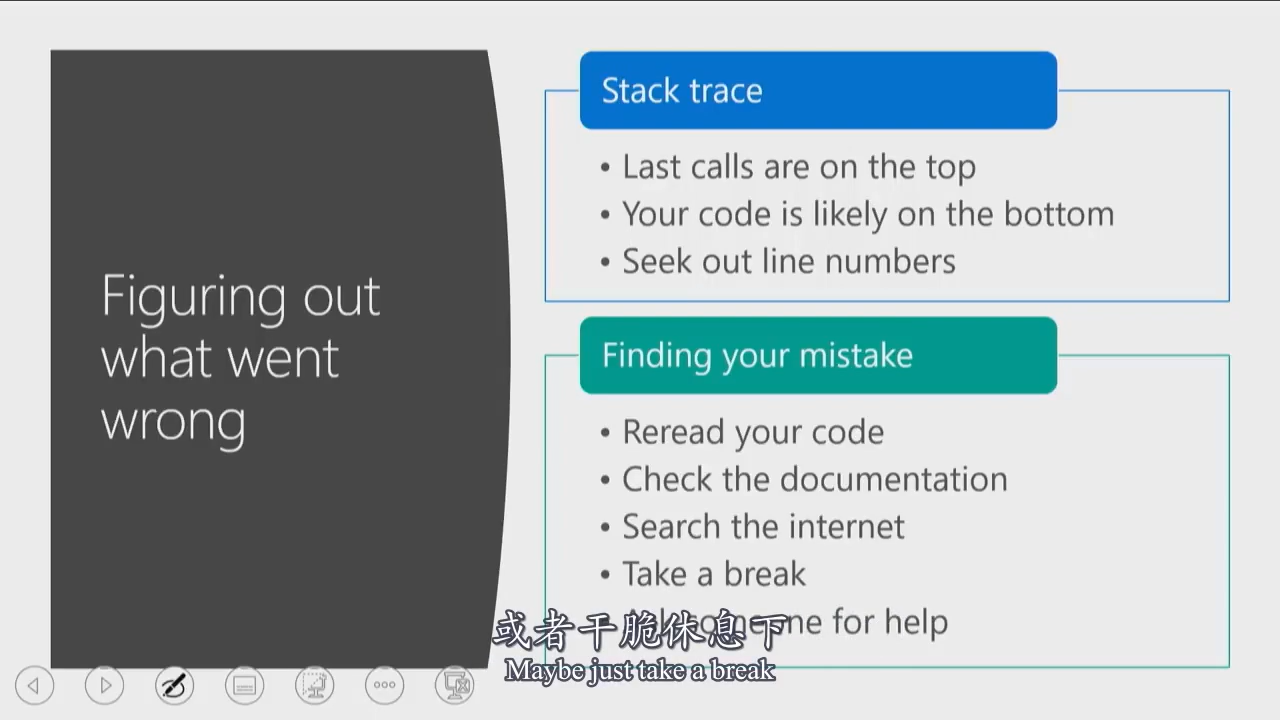 Figuring out
what went
wrong
Stack trace
• Last calls are on the top
• Your code is likely on the bottom
• Seek out line numbers
Finding your mistake
• Reread your code
• Check the documentation
• Search the internet
• Take a break
• Ask someone for help
或者干脆休息下
Maybe just take a break